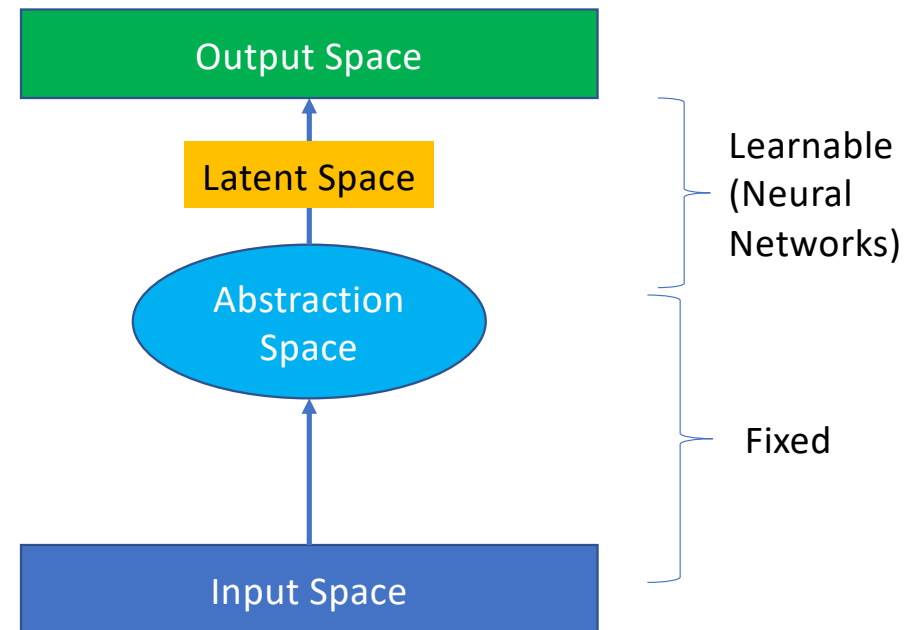 Output Space
Latent Space
Learnable
(Neural
Networks)
Abstraction
Space
Fixed
Input Space